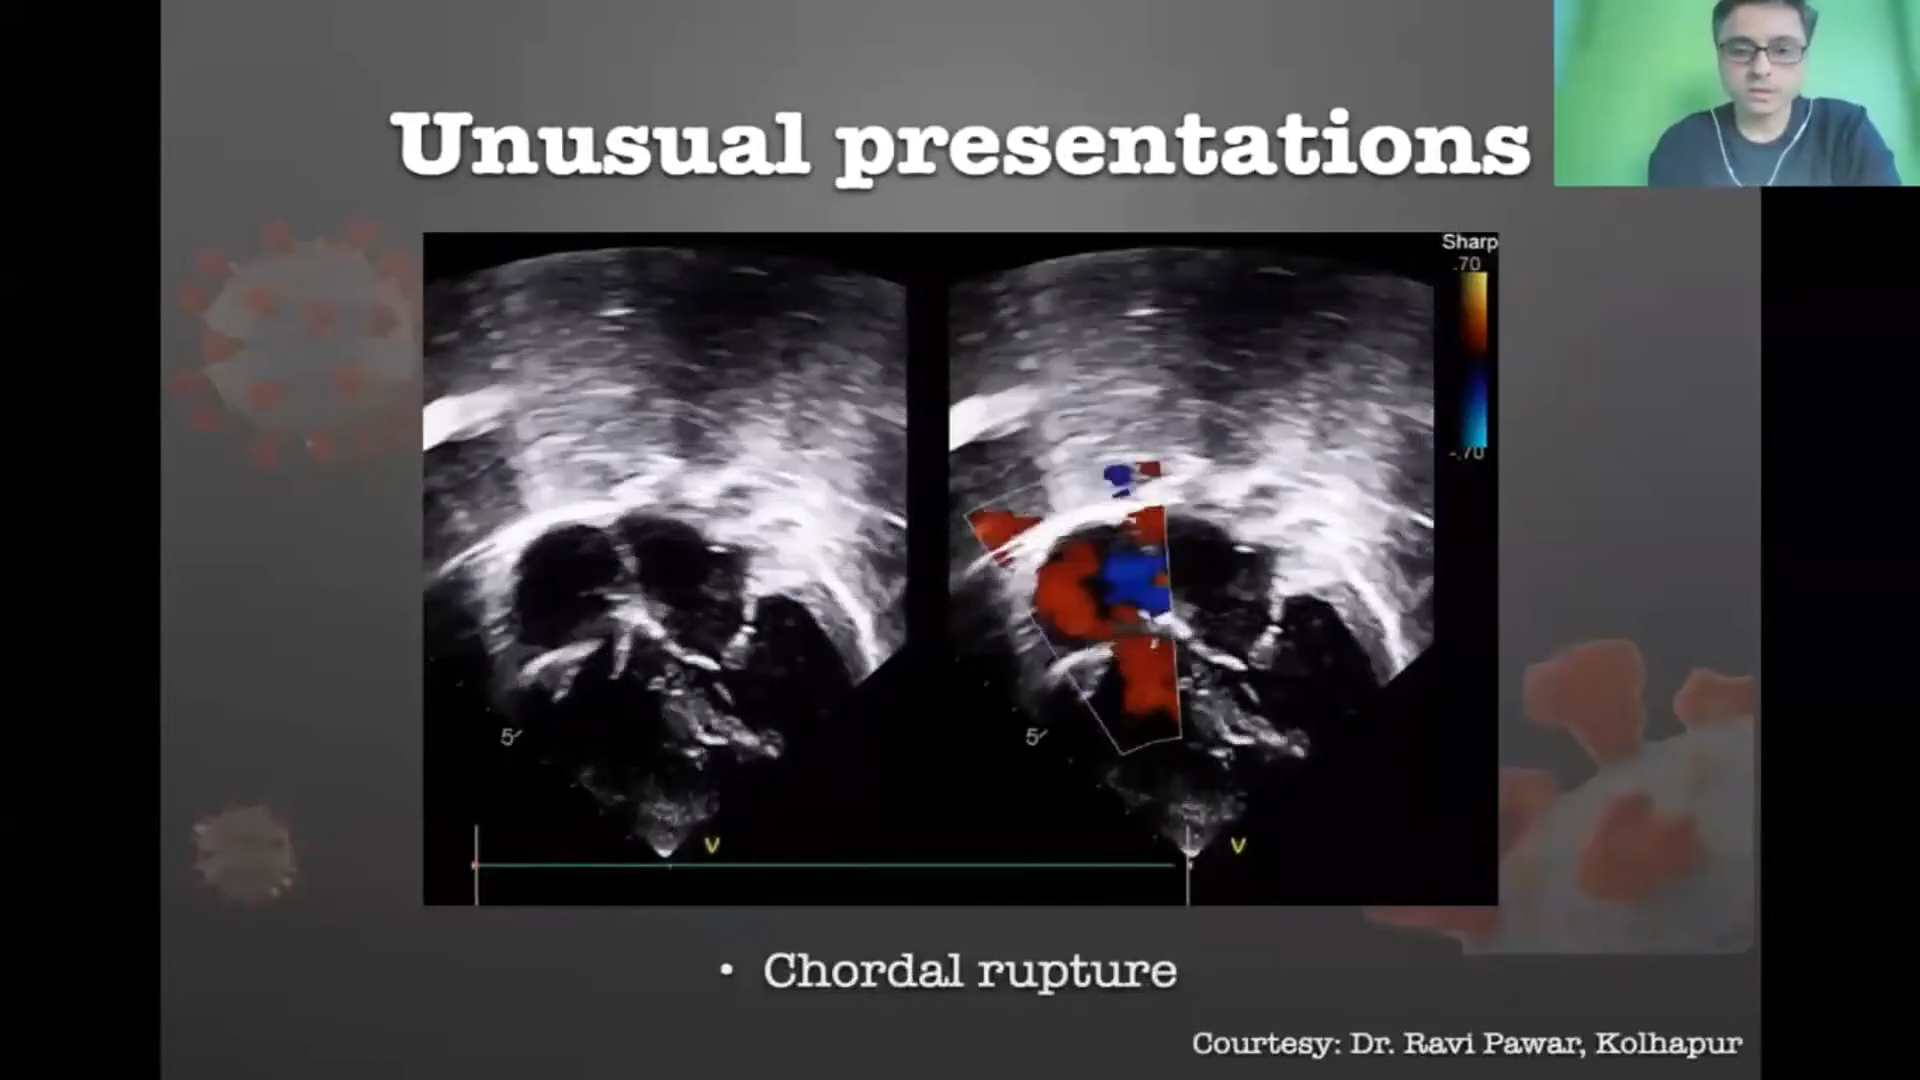 Unusual presentations
Sharp
.70
-.70
5
5
V
V
• Chordal rupture
Courtesy: Dr. Ravi Pawar, Kolhapur